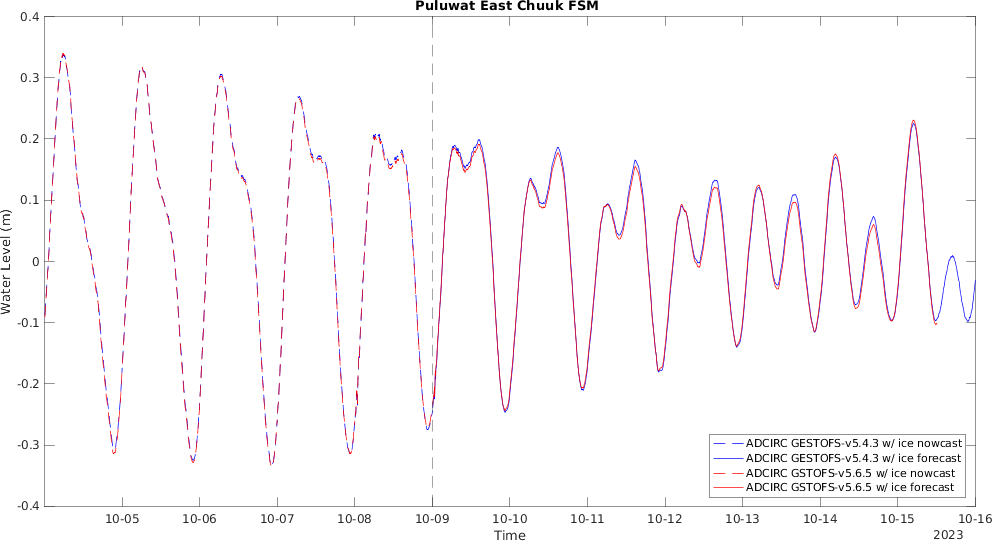 Puluwat East Chuuk FSM
0.4
0.3
0.2
0.1
0
-0.1
-0.2
-0.3
-0.4
Water Level (m)
ADCIRC GESTOFS-v5.4.3 w/ ice nowcast
ADCIRC GESTOFS-v5.4.3 w/ ice forecast
ADCIRC GSTOFS-v5.6.5 w/ ice nowcast
ADCIRC GSTOFS-v5.6.5 w/ ice forecast
10-05 10-06 10-07 10-08 10-09 10-10 10-11 10-12 10-13 10-14 10-15 10-16
Time
2023